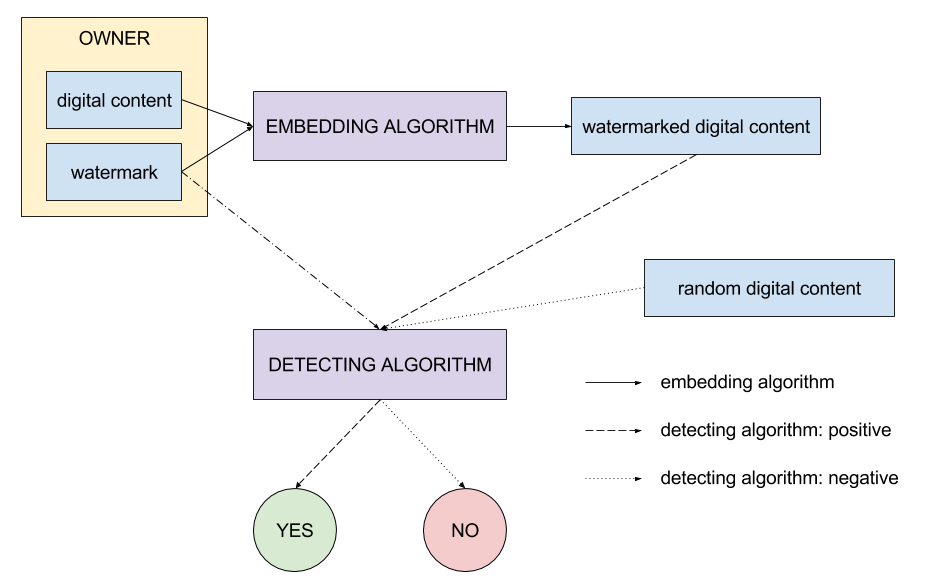 OWNER
digital content
watermark
EMBEDDING ALGORITHM
watermarked digital content
random digital content
DETECTING ALGORITHM
embedding algorithm
detecting algorithm: positive
detecting algorithm: negative
YES
NO